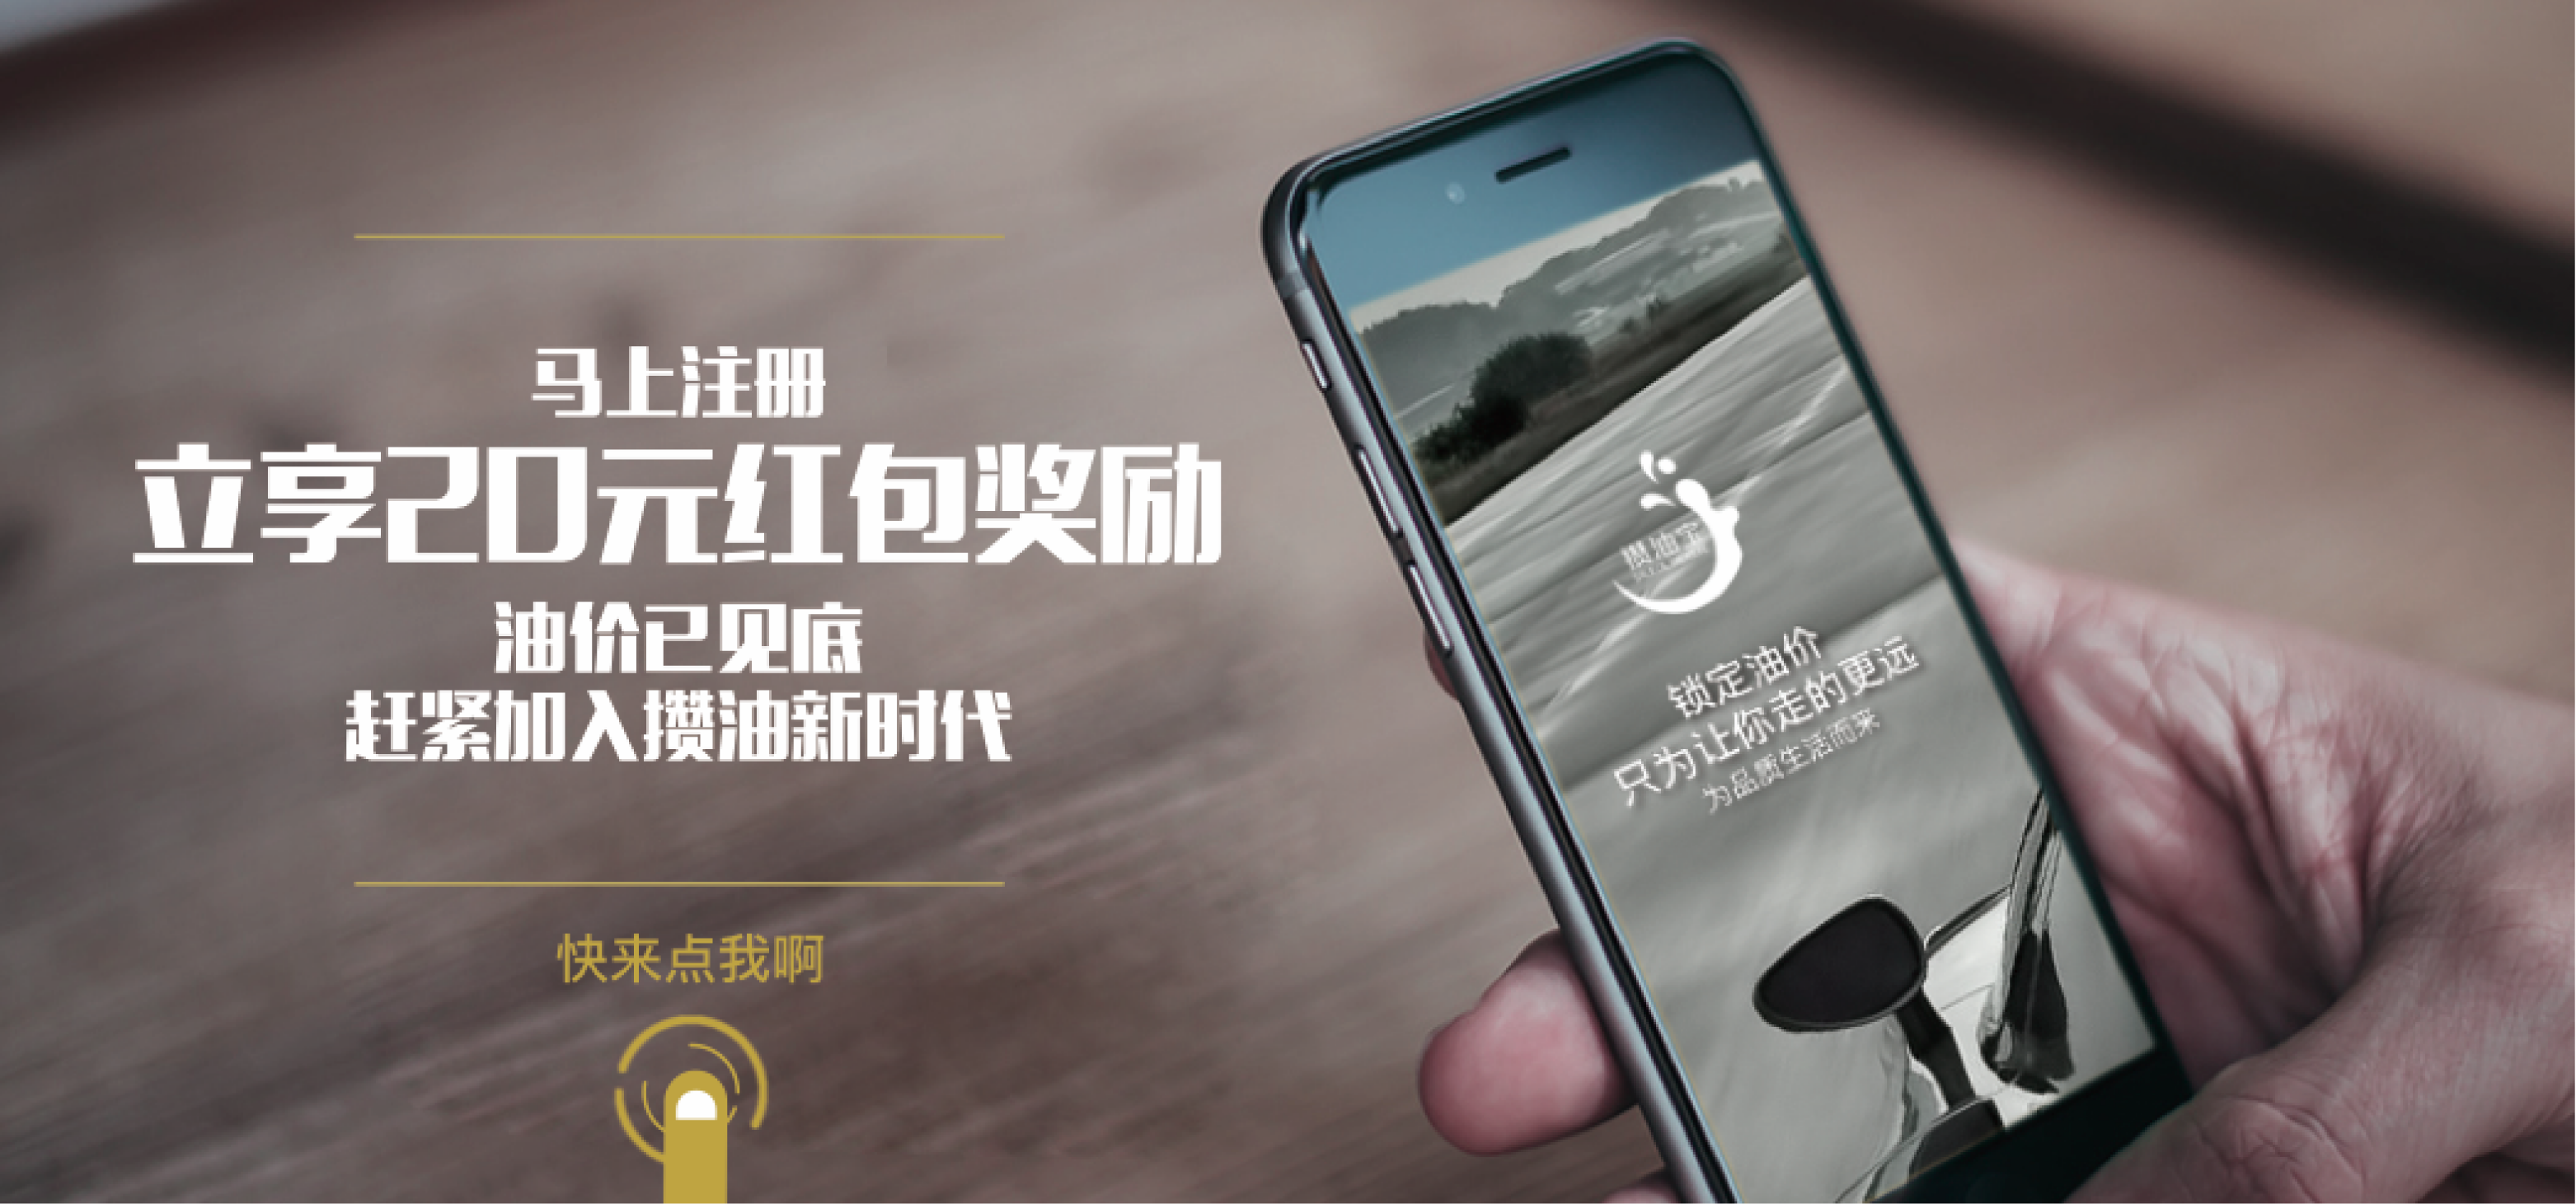 马上注册
立享20元红包奖励
油价已见底
赶紧加入攒油新时代
快来点我啊
攒油宝
锁定油价
只为让你走的更远
为品质生活而来